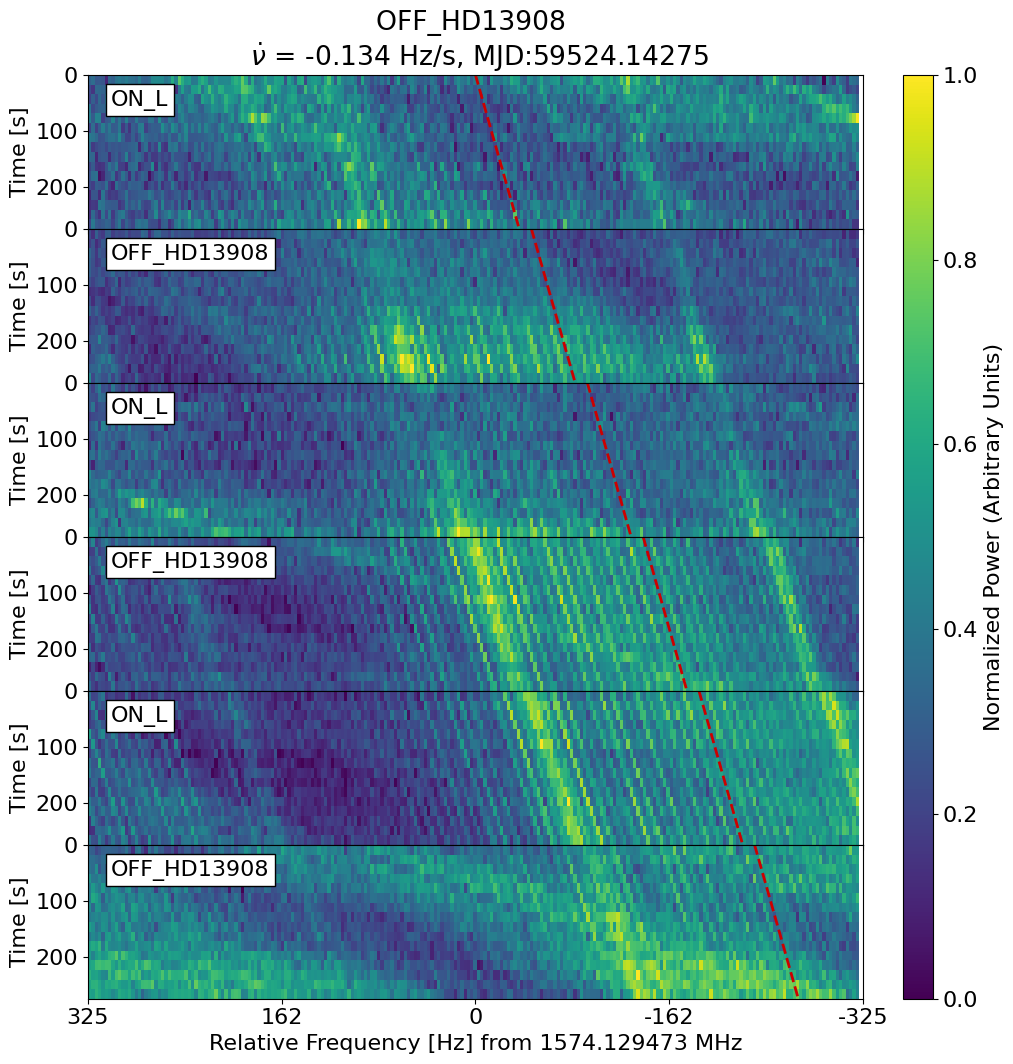 OFF_HD13908
ν̇ = -0.134 Hz/s, MJD:59524.14275
ON_L
OFF_HD13908
ON_L
OFF_HD13908
ON_L
OFF_HD13908
Time [s]
0
100
200
Time [s]
0
100
200
Time [s]
0
100
200
Time [s]
0
100
200
Time [s]
0
100
200
Time [s]
0
100
200
325
162
0
-162
-325
Relative Frequency [Hz] from 1574.129473 MHz
1.0
0.8
0.6
0.4
0.2
0.0
Normalized Power (Arbitrary Units)